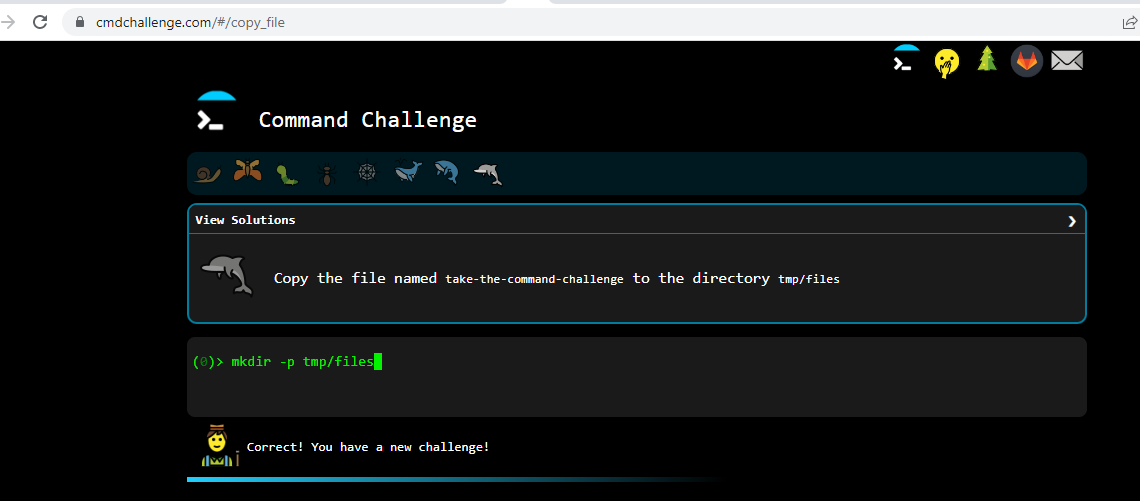 cmdchallenge.com/#/copy_file
Command Challenge
View Solutions
Copy the file named take-the-command-challenge to the directory tmp/files
(0)> mkdir -p tmp/files
Correct! You have a new challenge!